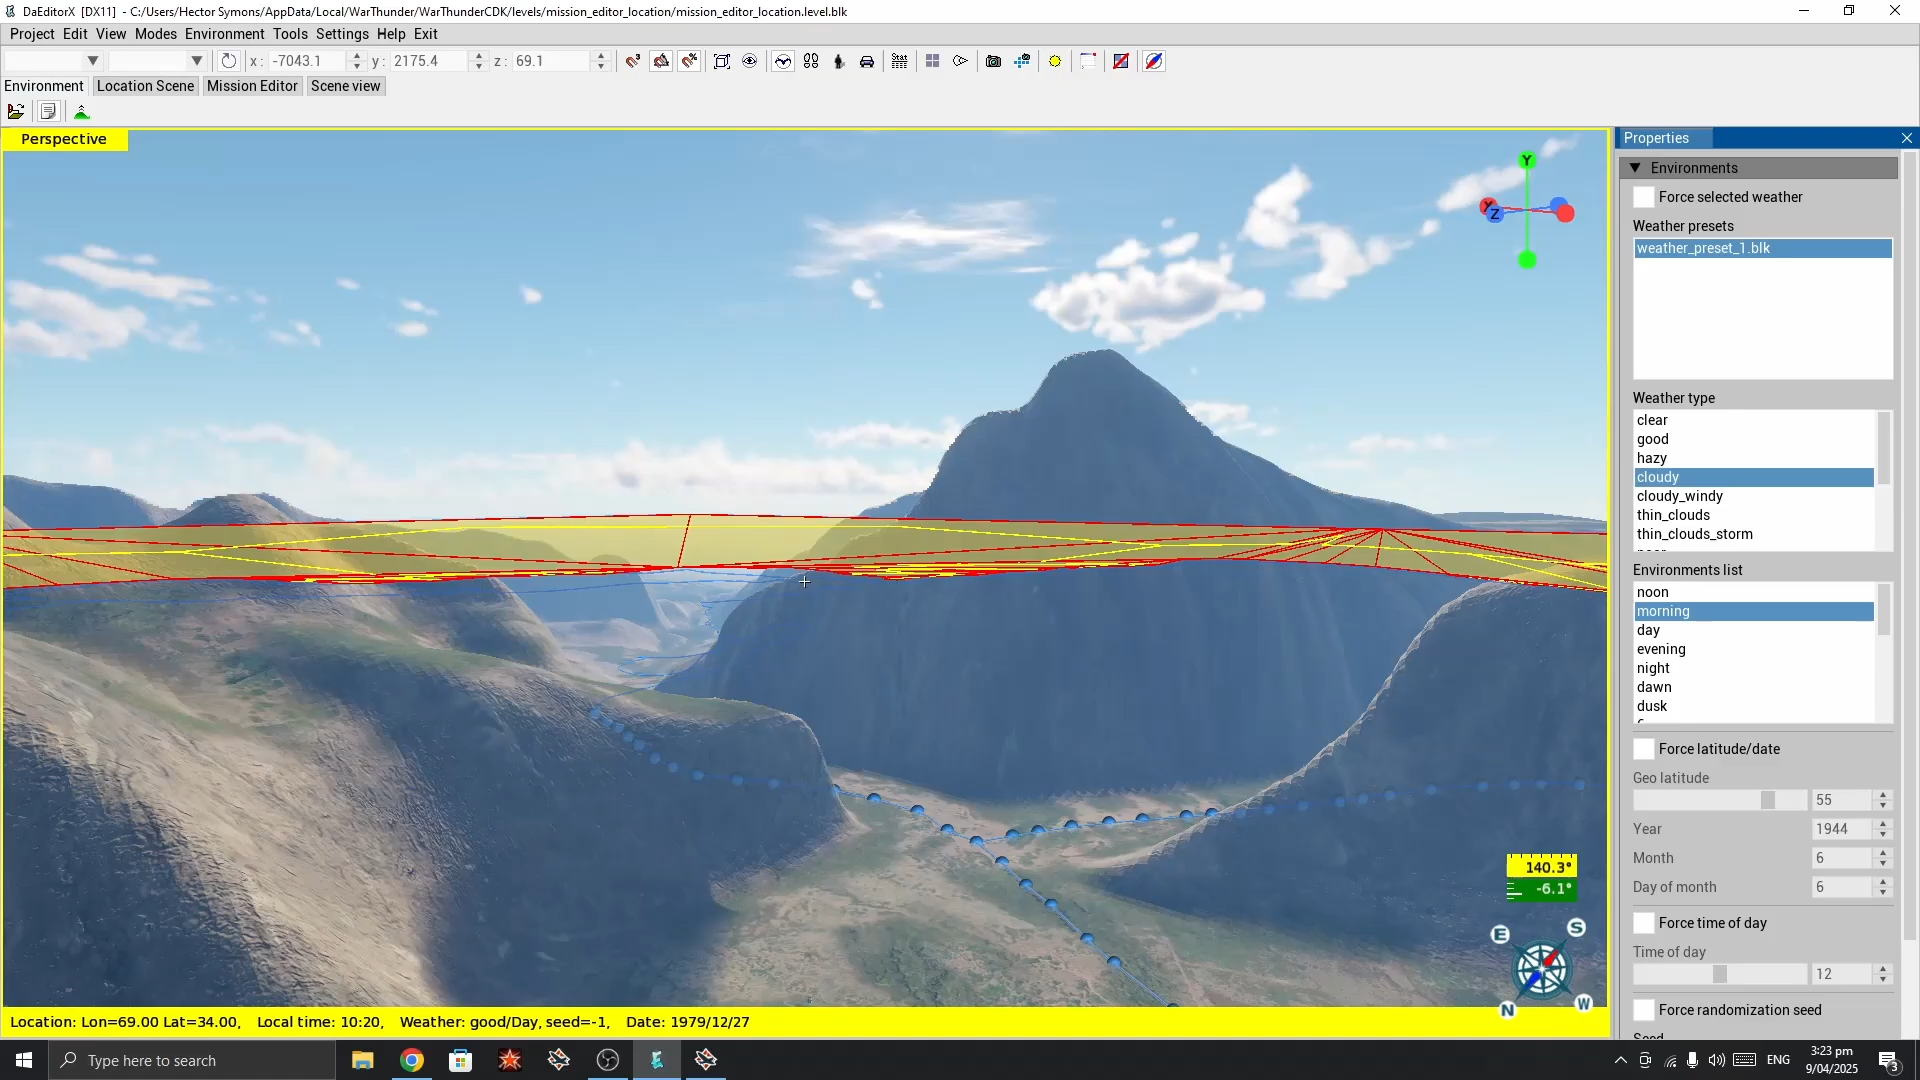 DaEditorX [DX11] - C:/Users/Hector Symons/AppData/Local/WarThunder/WarThunderCDK/levels/mission_editor_location/mission_editor_location.level.blk
Project Edit View Modes Environment Tools Settings Help Exit
x : -7043.1 y : 2175.4 z : 69.1
Stat
Environment Location Scene Mission Editor Scene view
Perspective
Y
X
Z
Properties
Environments
Force selected weather
Weather presets
weather_preset_1.blk
Weather type
clear
good
hazy
cloudy
cloudy_windy
thin_clouds
thin_clouds_storm
Environments list
noon
morning
day
evening
night
dawn
dusk
Force latitude/date
Geo latitude
55
Year 1944
Month 6
Day of month 6
Force time of day
Time of day
12
Force randomization seed
Seed
140.3°
-6.1°
E S
N W
Location: Lon=69.00 Lat=34.00, Local time: 10:20, Weather: good/Day, seed=-1, Date: 1979/12/27
Type here to search
ENG
3:23 pm
9/04/2025
3